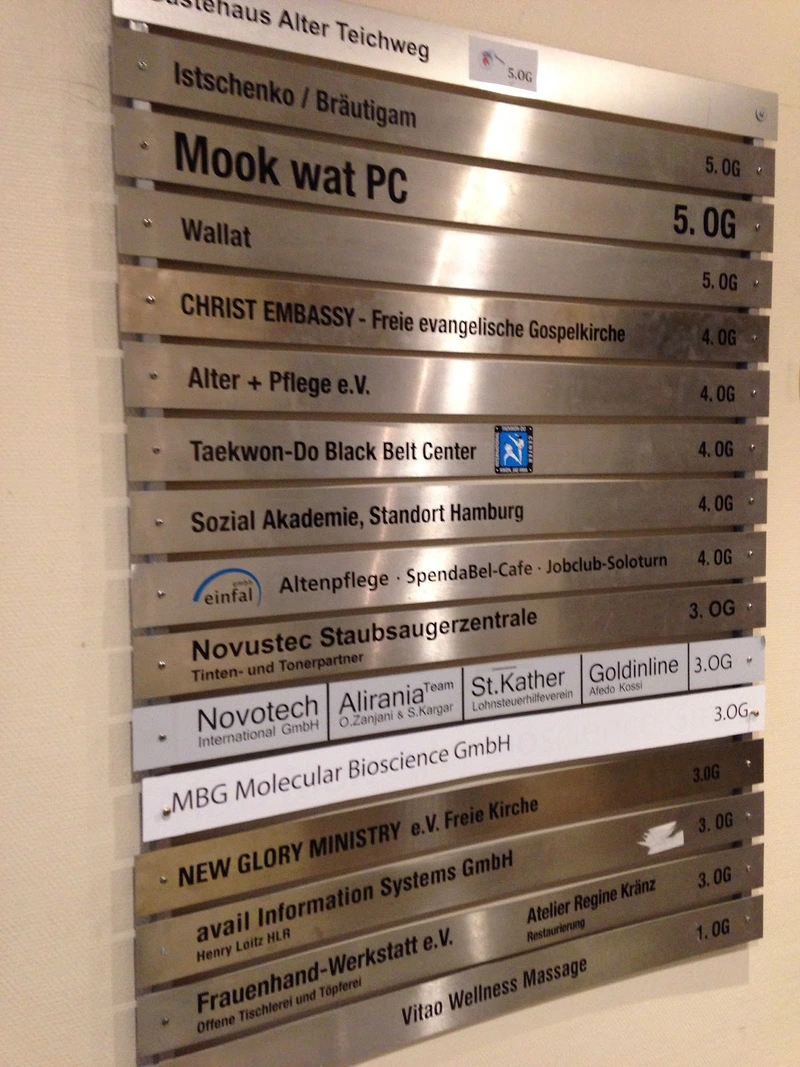 Gästehaus Alter Teichweg 5.OG
Istschenko / Bräutigam 5. OG
Mook wat PC 5. OG
Wallat 5. OG
CHRIST EMBASSY - Freie evangelische Gospelkirche 4. OG
Alter + Pflege e.V. 4. OG
Taekwon-Do Black Belt Center 4. OG
Sozial Akademie, Standort Hamburg 4. OG
einfal gmbh Altenpflege · SpendaBel-Cafe · Jobclub-Soloturn 4. OG
Novustec Staubsaugerzentrale 3. OG
Tinten- und Tonerpartner
Novotech Alirania Team St.Kather Goldinline 3.OG
International GmbH O.Zanjani & S.Kargar Lohnsteuerhilfeverein Afedo Kossi
MBG Molecular Bioscience GmbH 3.OG
NEW GLORY MINISTRY e.V. Freie Kirche 3.OG
avail Information Systems GmbH 3. OG
Henry Loitz HLR
Frauenhand-Werkstatt e.V. Atelier Regine Kränz 3. OG
Offene Tischlerei und Töpferei Restaurierung
Vitao Wellness Massage 1. OG